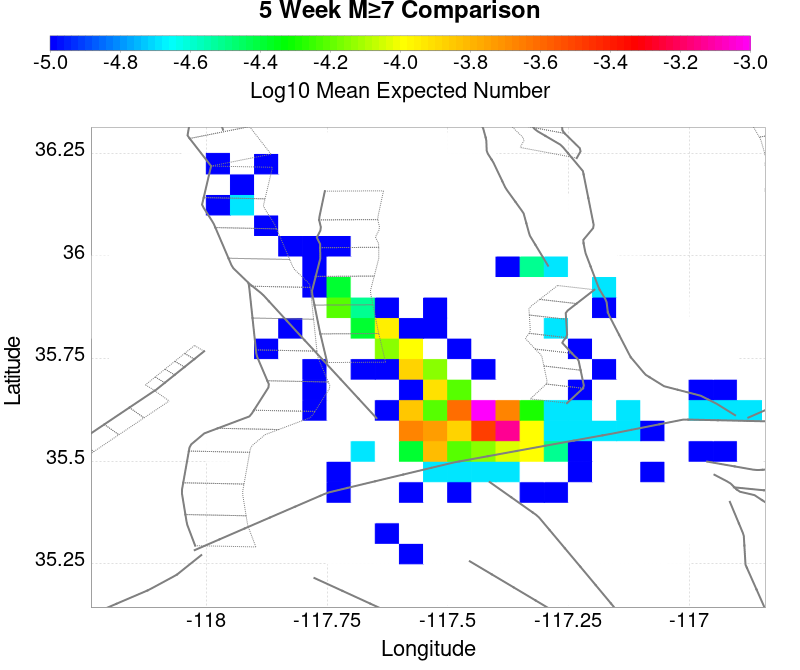 5 Week M≥7 Comparison
-5.0 -4.8 -4.6 -4.4 -4.2 -4.0 -3.8 -3.6 -3.4 -3.2 -3.0
Log10 Mean Expected Number
36.25
36
35.75
35.5
35.25
Latitude
-118 -117.75 -117.5 -117.25 -117
Longitude